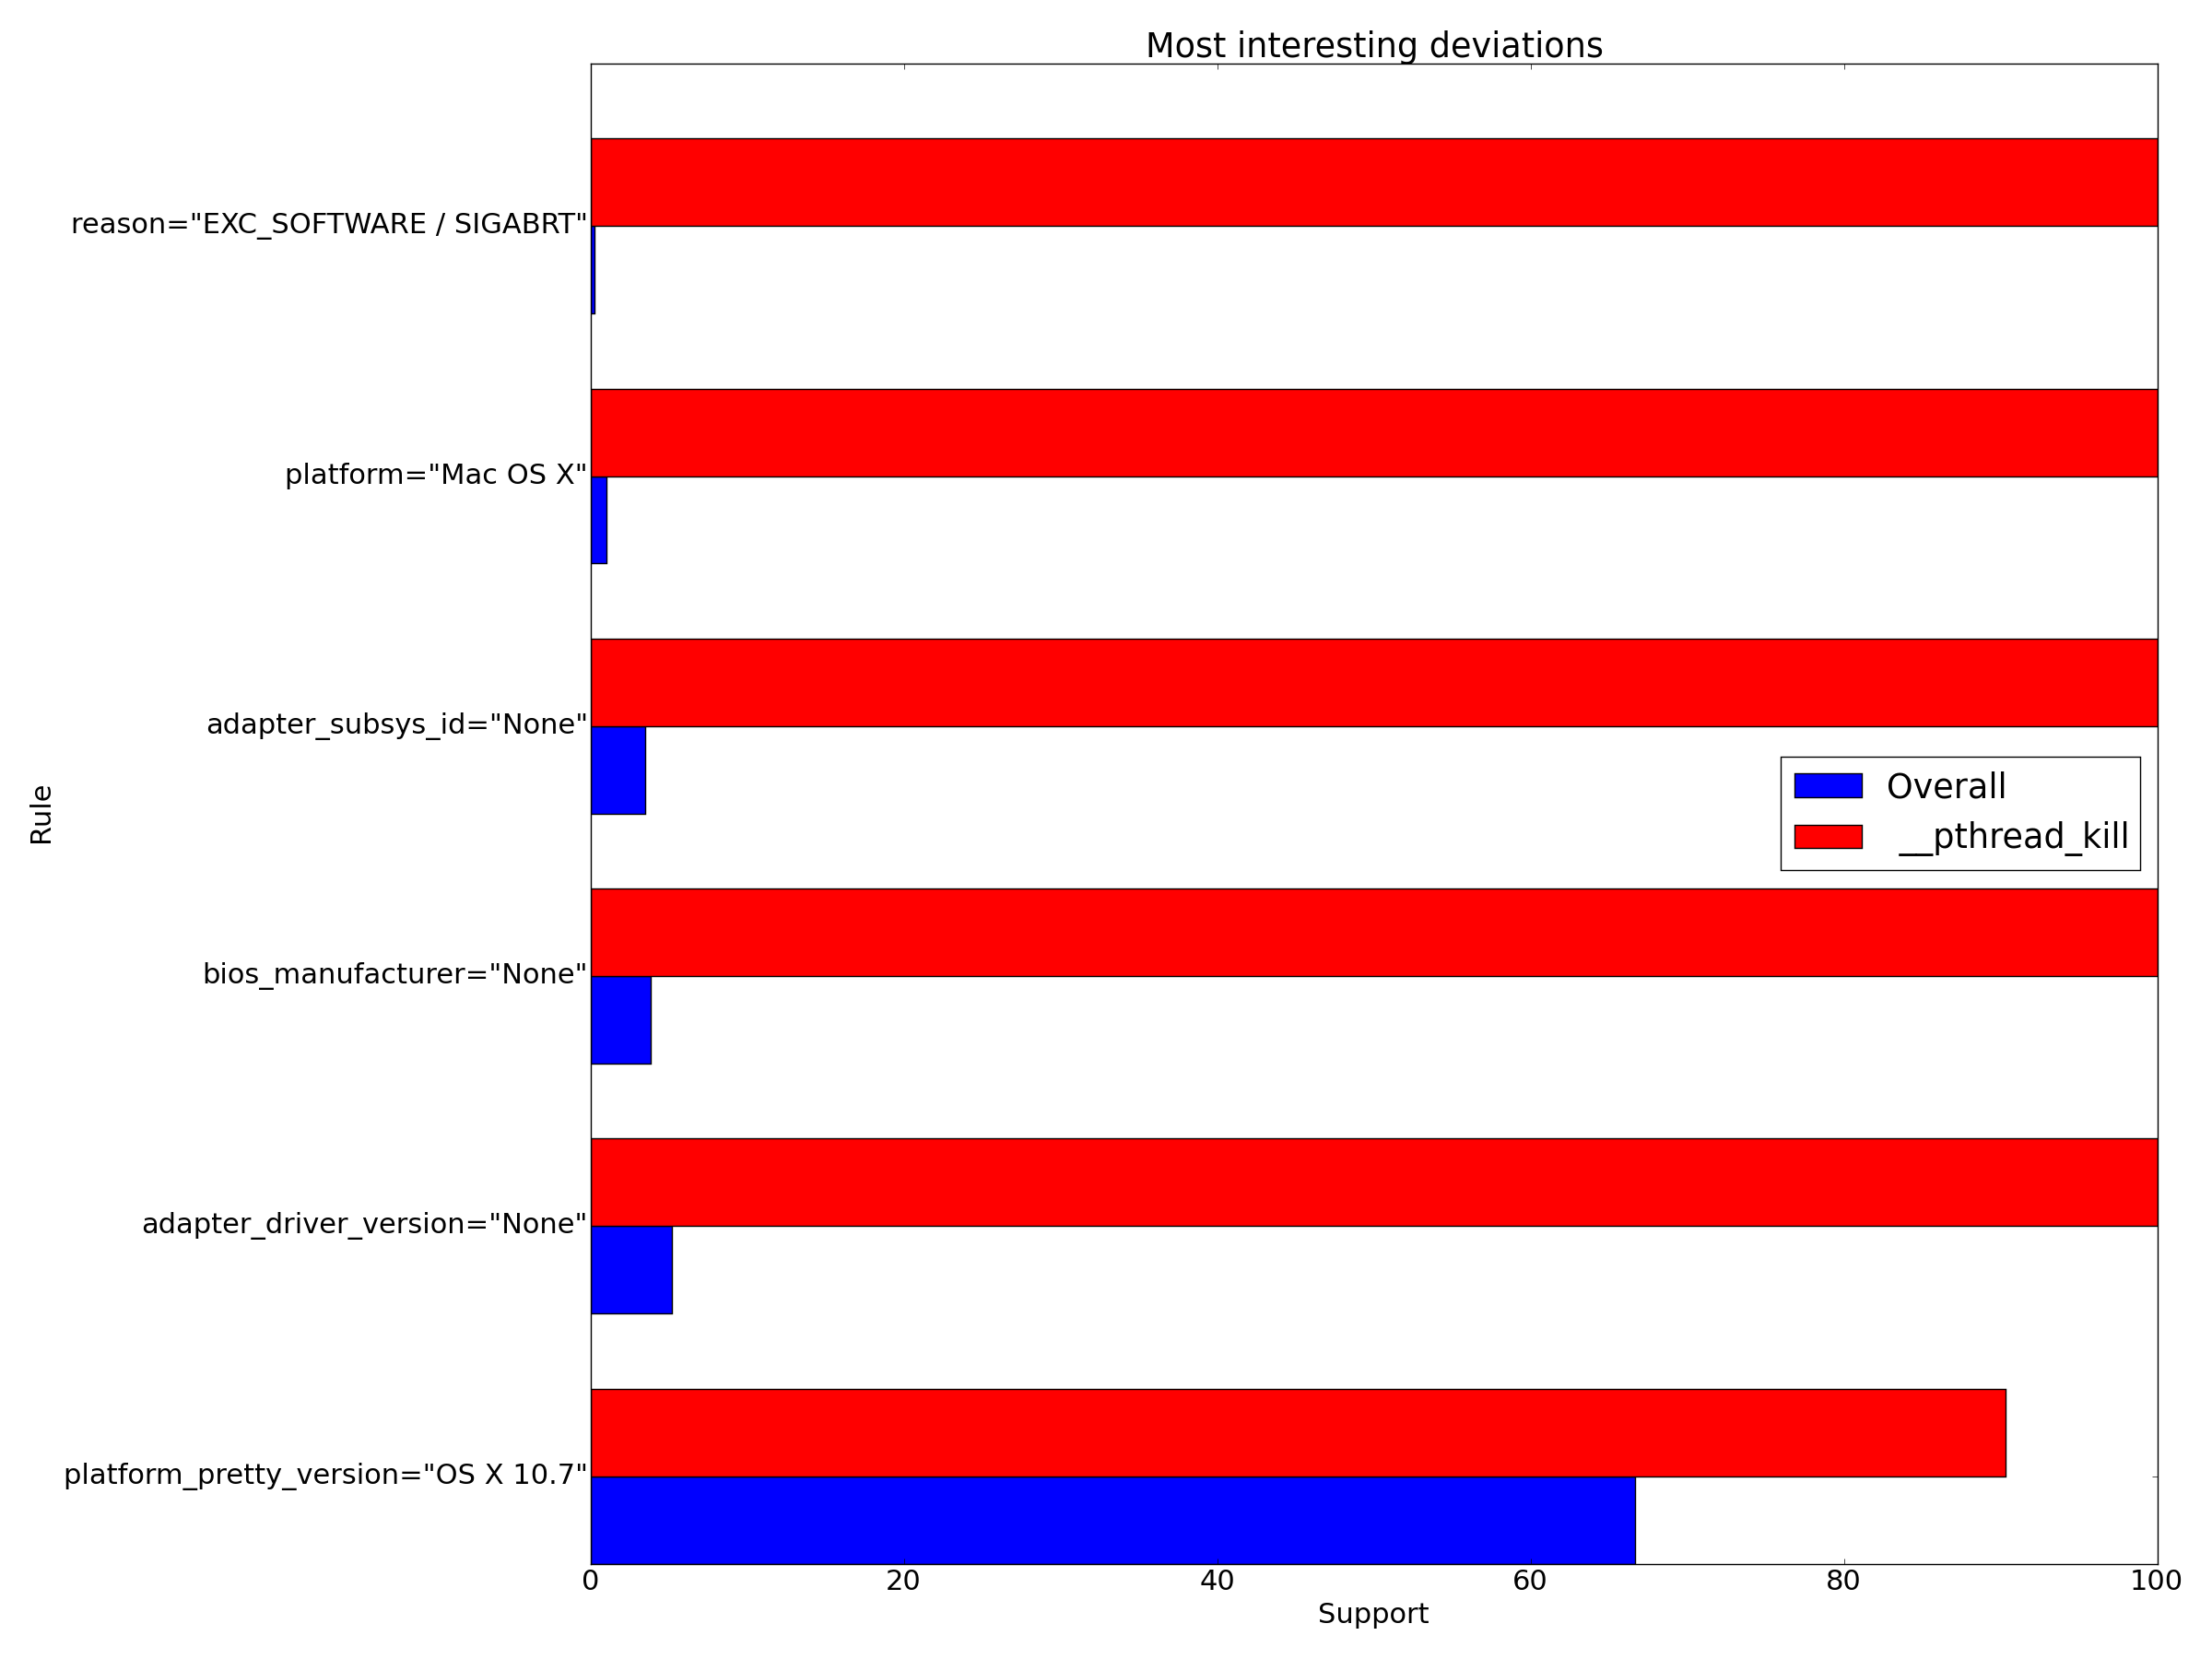 Most interesting deviations
reason="EXC_SOFTWARE / SIGABRT"
platform="Mac OS X"
adapter_subsys_id="None"
bios_manufacturer="None"
adapter_driver_version="None"
platform_pretty_version="OS X 10.7"
Rule
Overall
__pthread_kill
0 20 40 60 80 100
Support